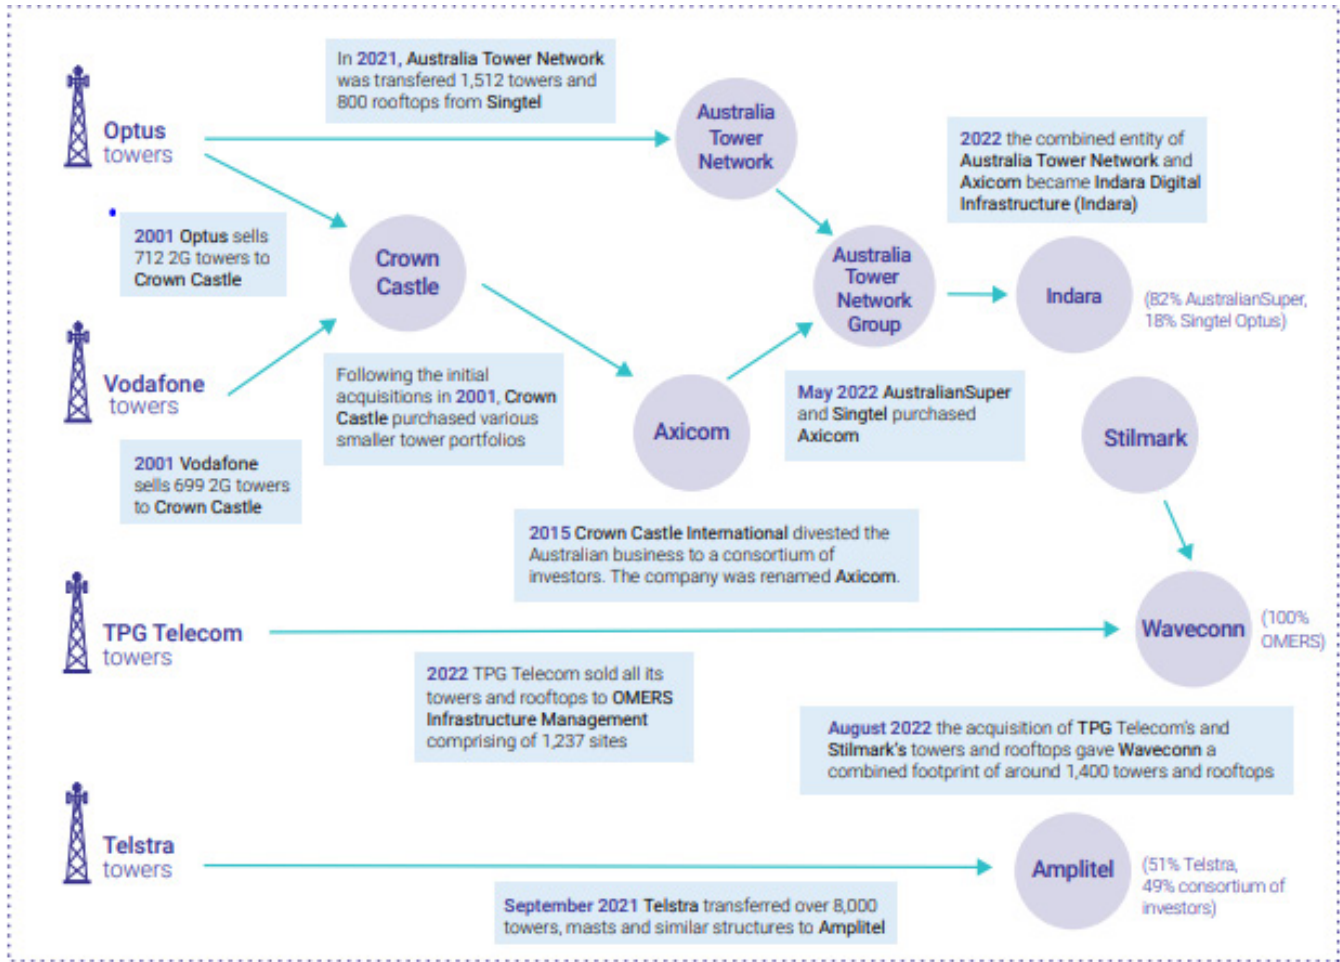 In 2021, Australia Tower Network
was transfered 1,512 towers and
800 rooftops from Singtel
Optus
towers
Australia
Tower
Network
2022 the combined entity of
Australia Tower Network and
Axicom became Indara Digital
Infrastructure (Indara)
2001 Optus sells
712 2G towers to
Crown Castle
Crown
Castle
Australia
Tower
Network
Group
Indara
(82% AustralianSuper,
18% Singtel Optus)
Vodafone
towers
Following the initial
acquisitions in 2001, Crown
Castle purchased various
smaller tower portfolios
Axicom
May 2022 AustralianSuper
and Singtel purchased
Axicom
Stilmark
2001 Vodafone
sells 699 2G towers
to Crown Castle
2015 Crown Castle International divested the
Australian business to a consortium of
investors. The company was renamed Axicom.
TPG Telecom
towers
Waveconn
(100%
OMERS)
2022 TPG Telecom sold all its
towers and rooftops to OMERS
Infrastructure Management
comprising of 1,237 sites
August 2022 the acquisition of TPG Telecom's and
Stilmark's towers and rooftops gave Waveconn a
combined footprint of around 1,400 towers and rooftops
Telstra
towers
Amplitel
(51% Telstra,
49% consortium of
investors)
September 2021 Telstra transferred over 8,000
towers, masts and similar structures to Amplitel